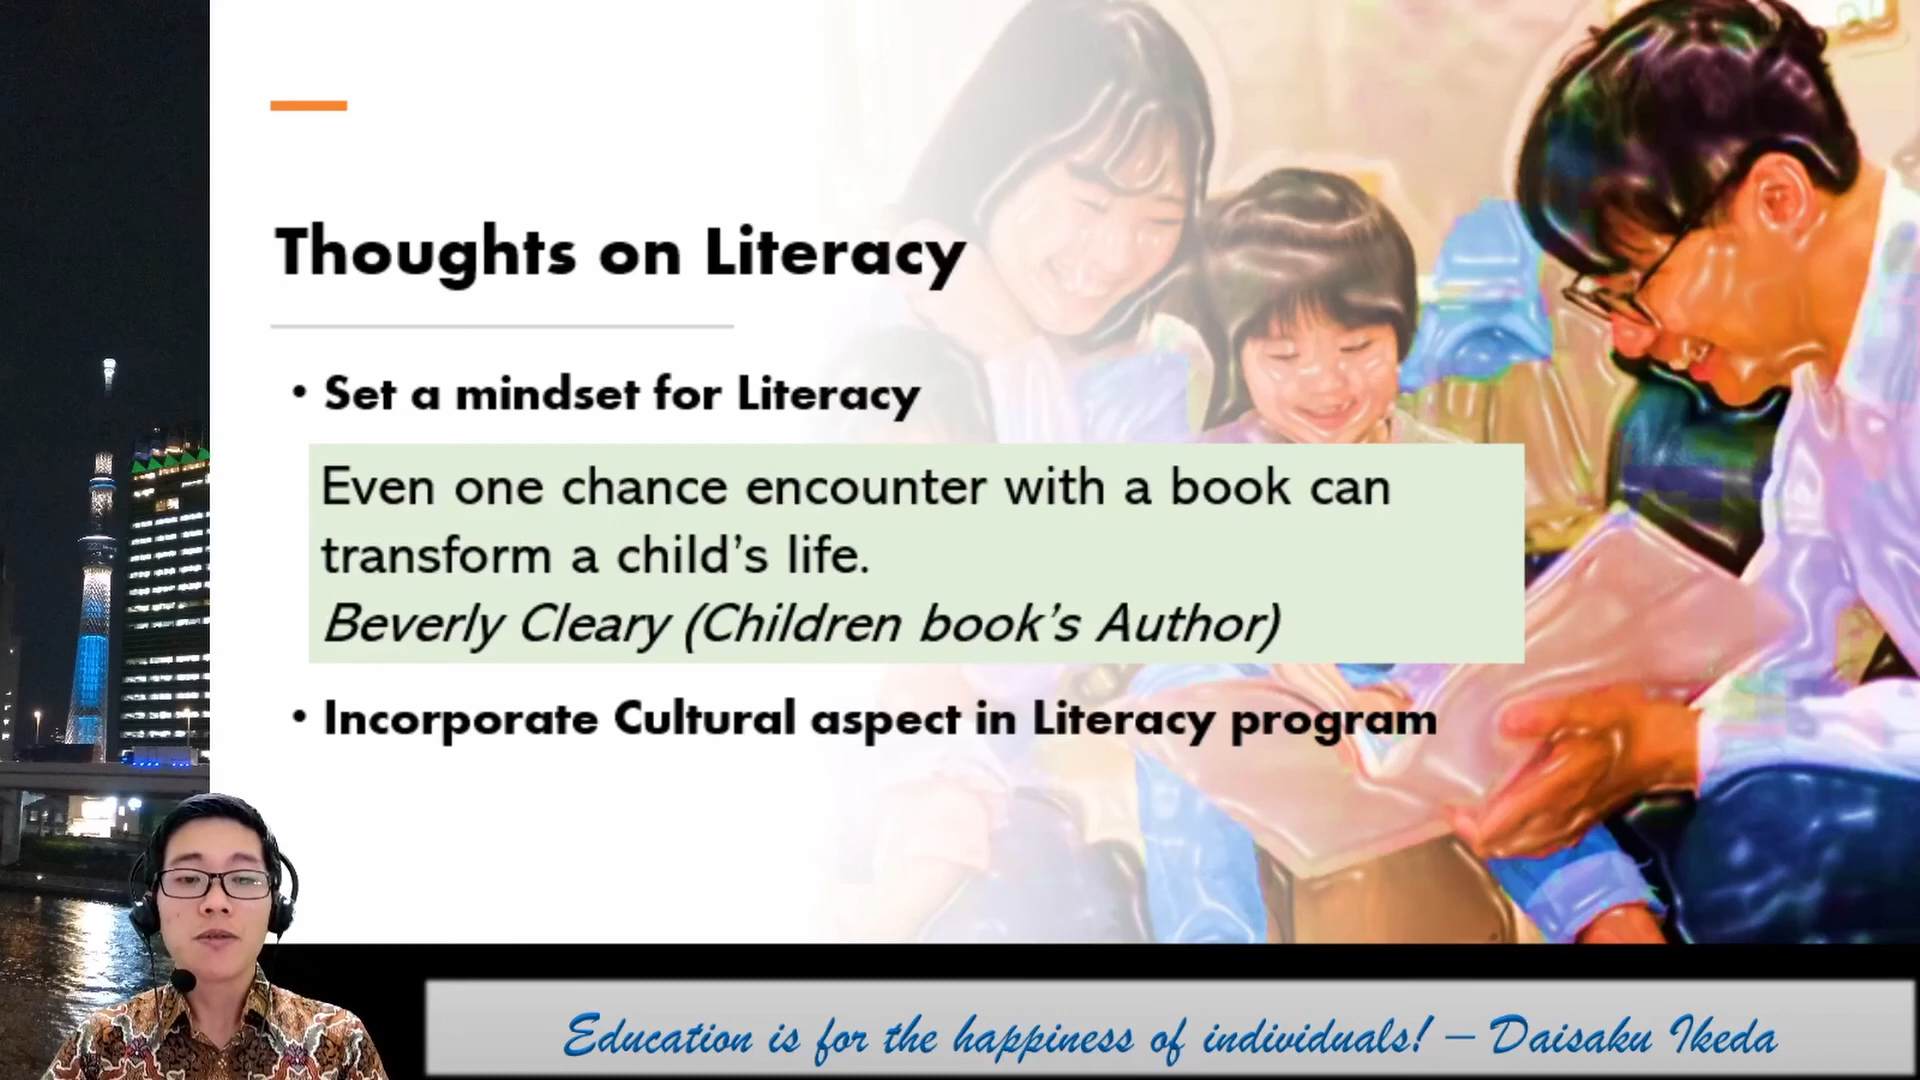 Thoughts on Literacy
• Set a mindset for Literacy
Even one chance encounter with a book can
transform a child's life.
Beverly Cleary (Children book's Author)
• Incorporate Cultural aspect in Literacy program
Education is for the happiness of individuals! – Daisaku Ikeda